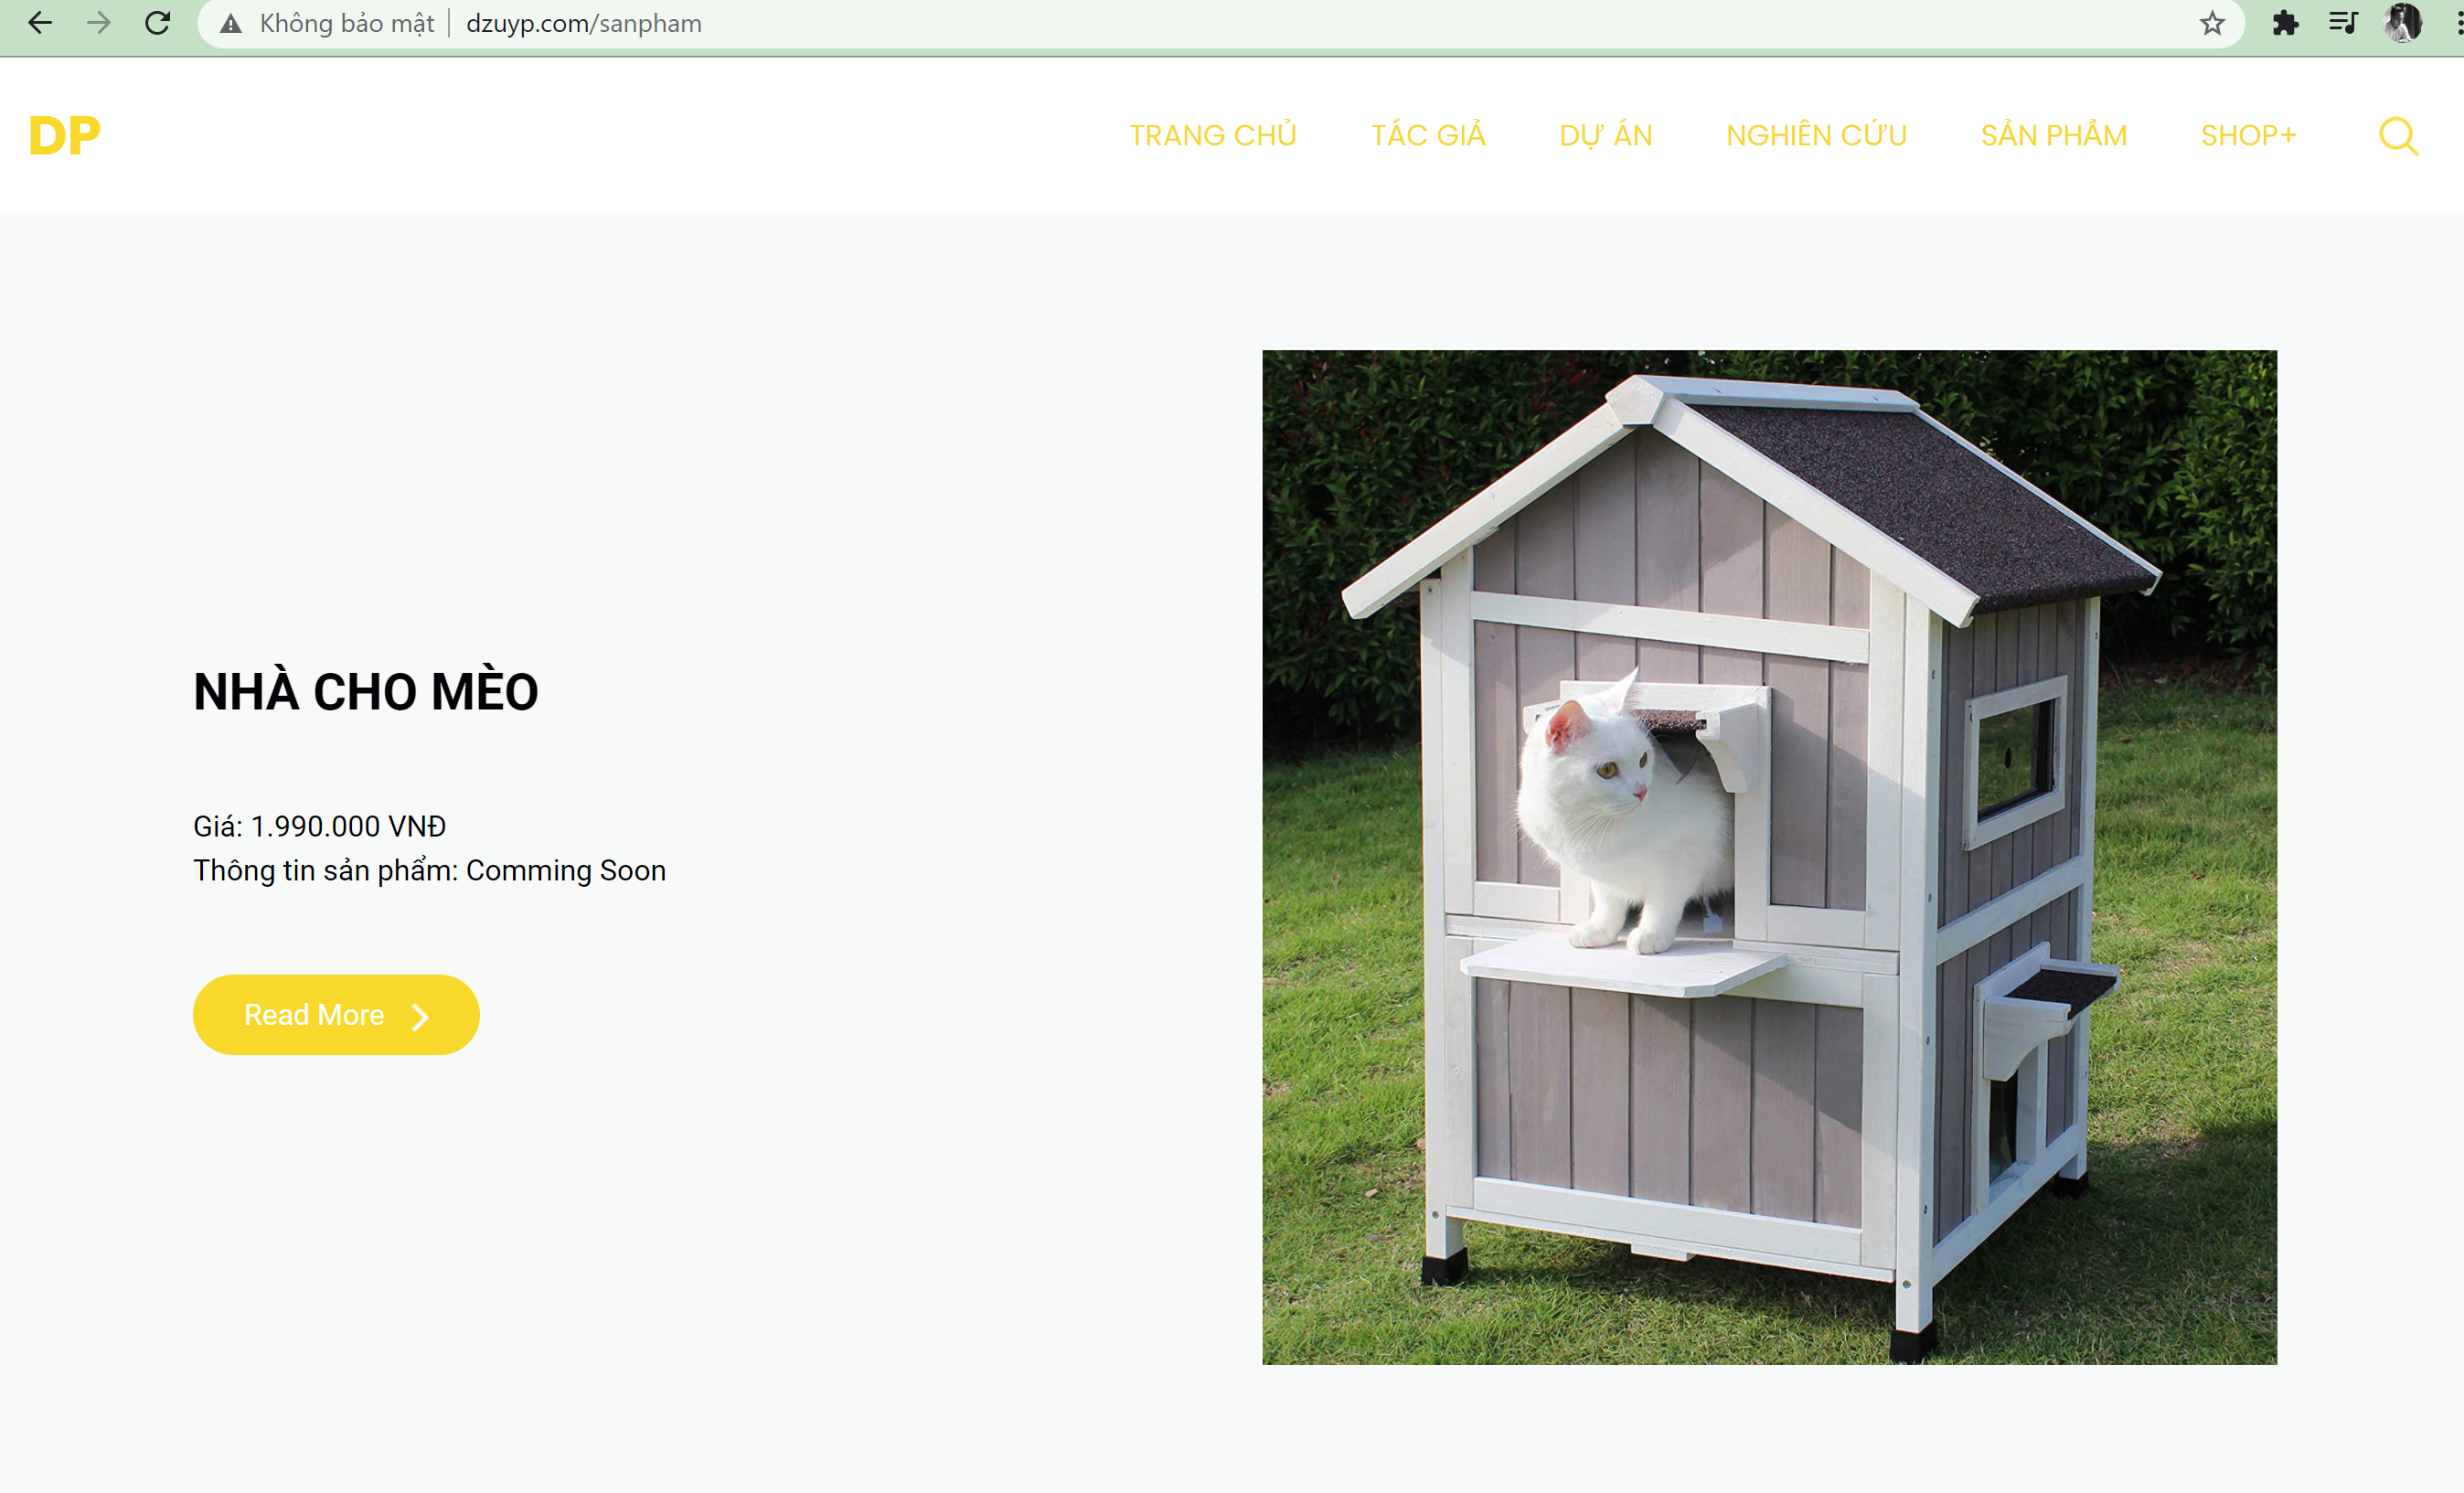 Không bảo mật dzuyp.com/sanpham
DP TRANG CHỦ TÁC GIẢ DỰ ÁN NGHIÊN CỨU SẢN PHẨM SHOP+
NHÀ CHO MÈO
Giá: 1.990.000 VNĐ
Thông tin sản phẩm: Comming Soon
Read More